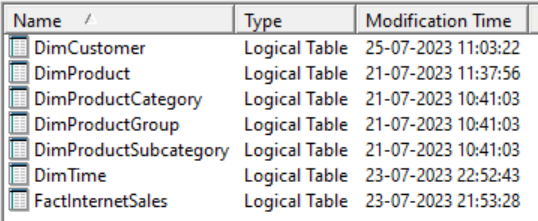 Name Type Modification Time
DimCustomer Logical Table 25-07-2023 11:03:22
DimProduct Logical Table 21-07-2023 11:37:56
DimProductCategory Logical Table 21-07-2023 10:41:03
DimProductGroup Logical Table 21-07-2023 10:41:03
DimProductSubcategory Logical Table 21-07-2023 10:41:03
DimTime Logical Table 23-07-2023 22:52:43
FactInternetSales Logical Table 23-07-2023 21:53:28